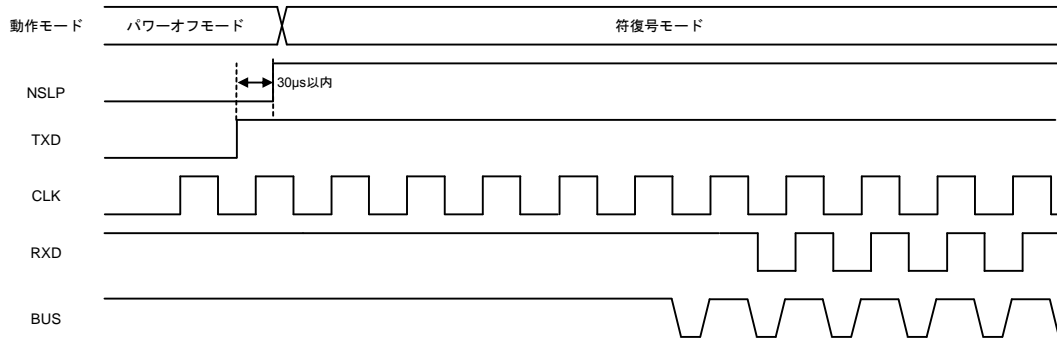 動作モード パワーオフモード 符復号モード
NSLP 30μs以内
TXD
CLK
RXD
BUS